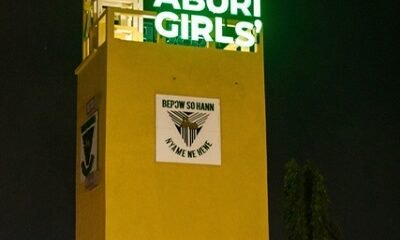 ABURI
GIRLS'
BEPƆW SO HANN
NYAME NE HENE